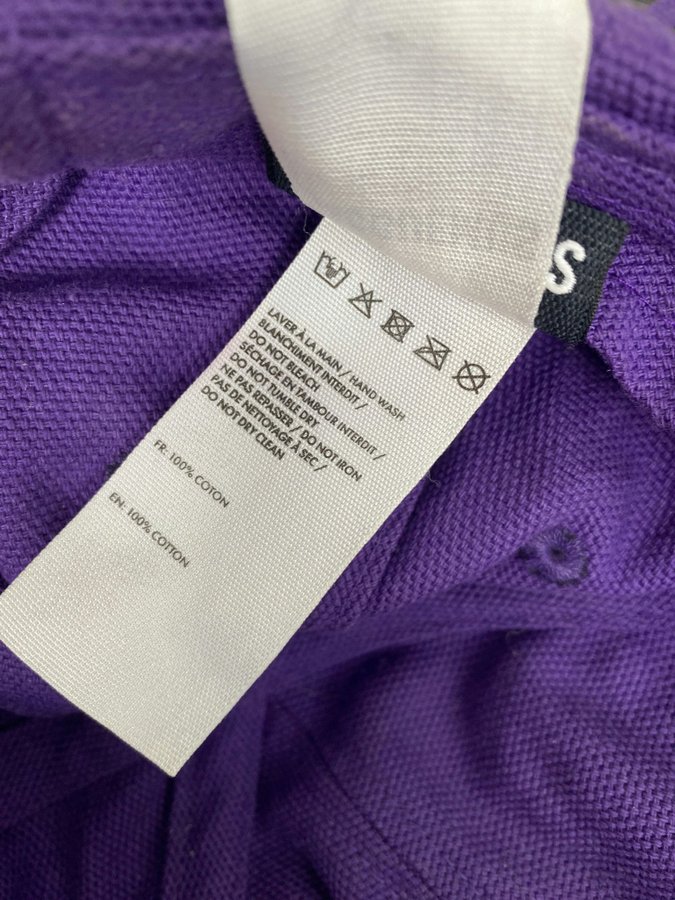 S
LAVER À LA MAIN / HAND WASH
BLANCHIMENT INTERDIT /
DO NOT BLEACH
SÉCHAGE EN TAMBOUR INTERDIT /
DO NOT TUMBLE DRY
NE PAS REPASSER / DO NOT IRON
PAS DE NETTOYAGE À SEC /
DO NOT DRY CLEAN
FR: 100% COTON
EN: 100% COTTON